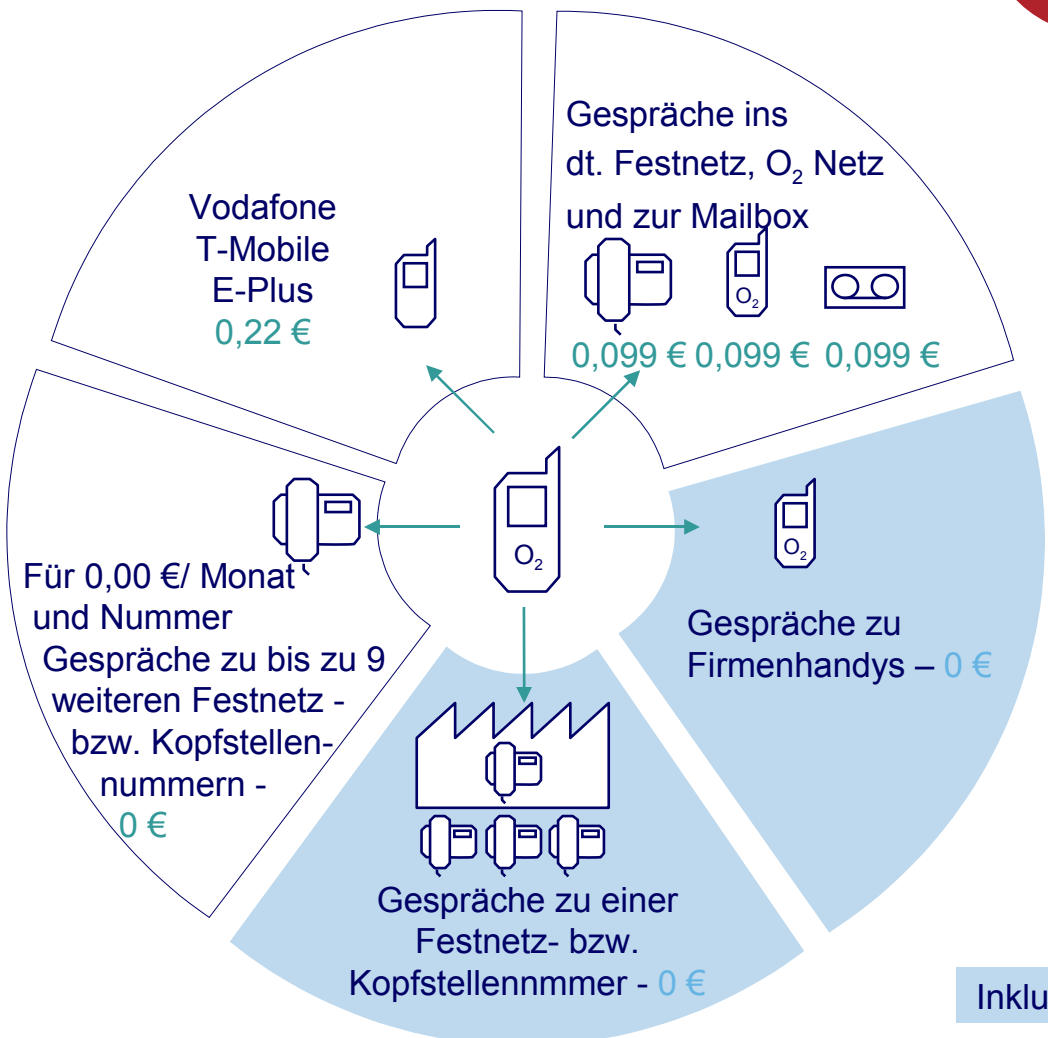 Vodafone
T-Mobile
E-Plus
0,22 €
Gespräche ins
dt. Festnetz, O₂ Netz
und zur Mailbox
O₂
0,099 € 0,099 € 0,099 €
O₂
O₂
Für 0,00 €/ Monat
und Nummer
Gespräche zu bis zu 9
weiteren Festnetz -
bzw. Kopfstellen-
nummern -
0 €
Gespräche zu
Firmenhandys – 0 €
Gespräche zu einer
Festnetz- bzw.
Kopfstellennmmer - 0 €
Inklu